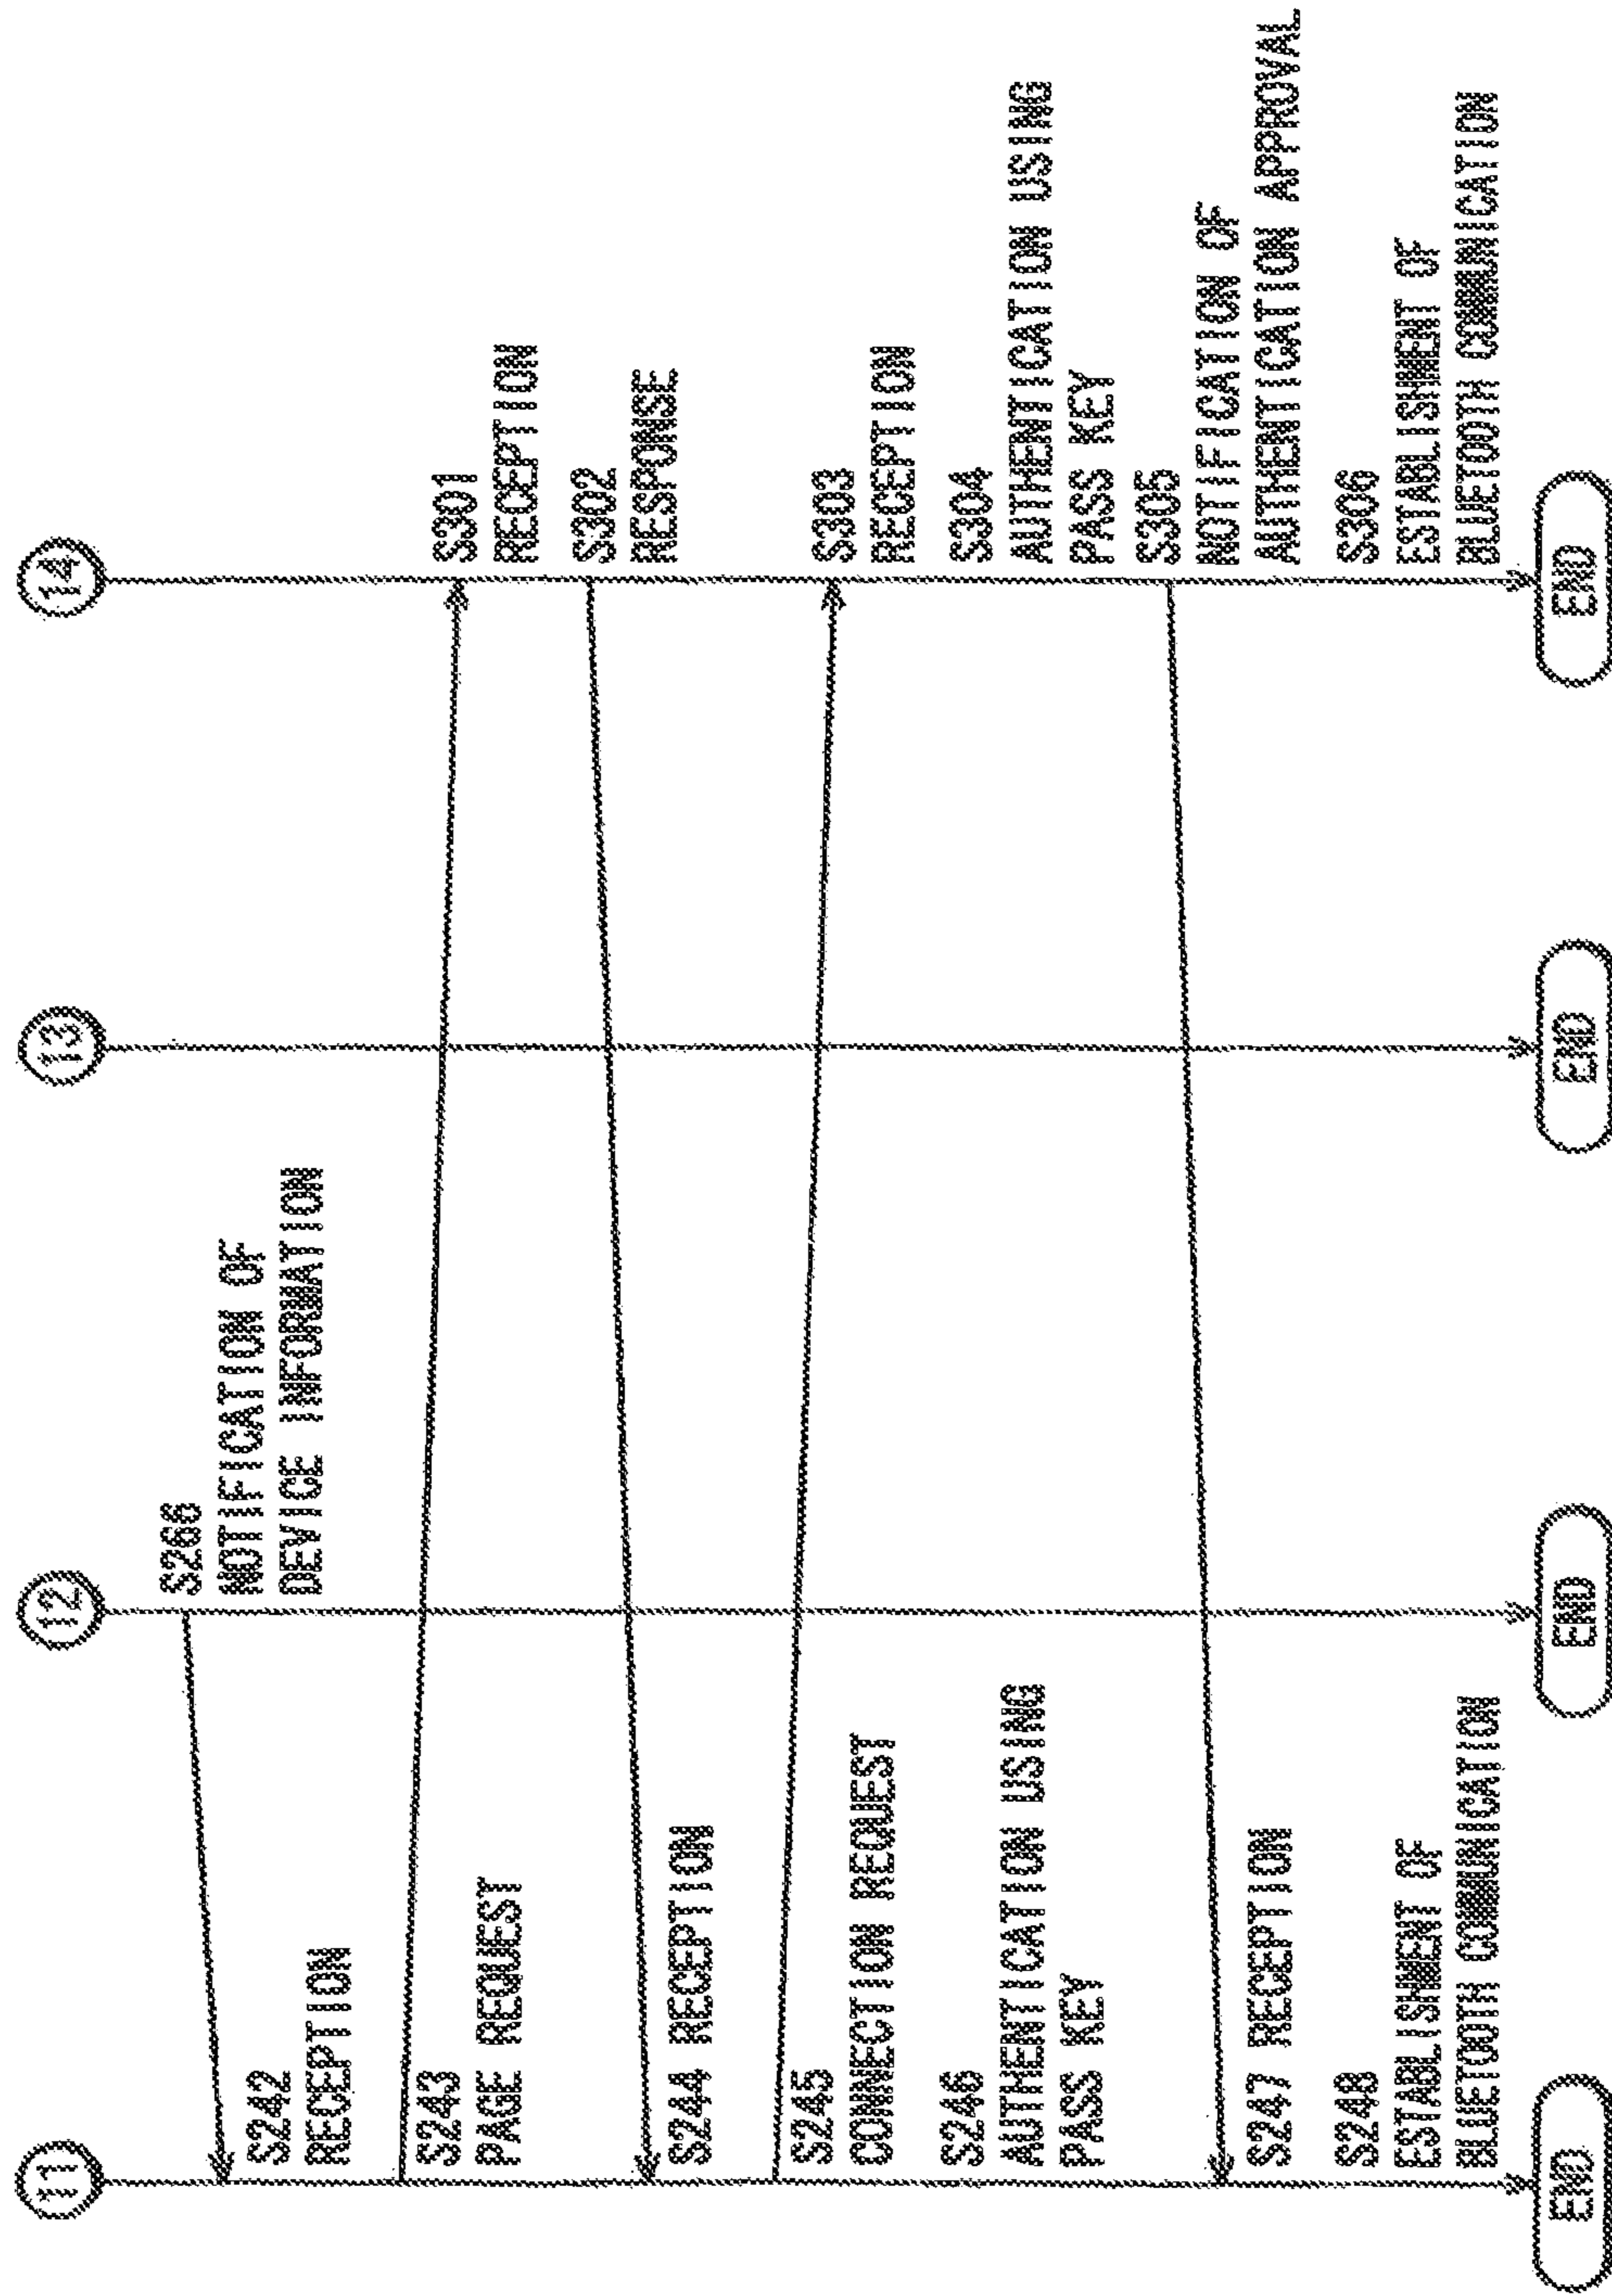 11
12
13
14
S266
NOTIFICATION OF
DEVICE INFORMATION
S242
RECEPTION
S243
PAGE REQUEST
S301
RECEPTION
S302
RESPONSE
S244 RECEPTION
S245
CONNECTION REQUEST
S303
RECEPTION
S246
AUTHENTICATION USING
PASS KEY
S304
AUTHENTICATION USING
PASS KEY
S305
NOTIFICATION OF
AUTHENTICATION APPROVAL
S247 RECEPTION
S248
ESTABLISHMENT OF
BLUETOOTH COMMUNICATION
S306
ESTABLISHMENT OF
BLUETOOTH COMMUNICATION
END
END
END
END